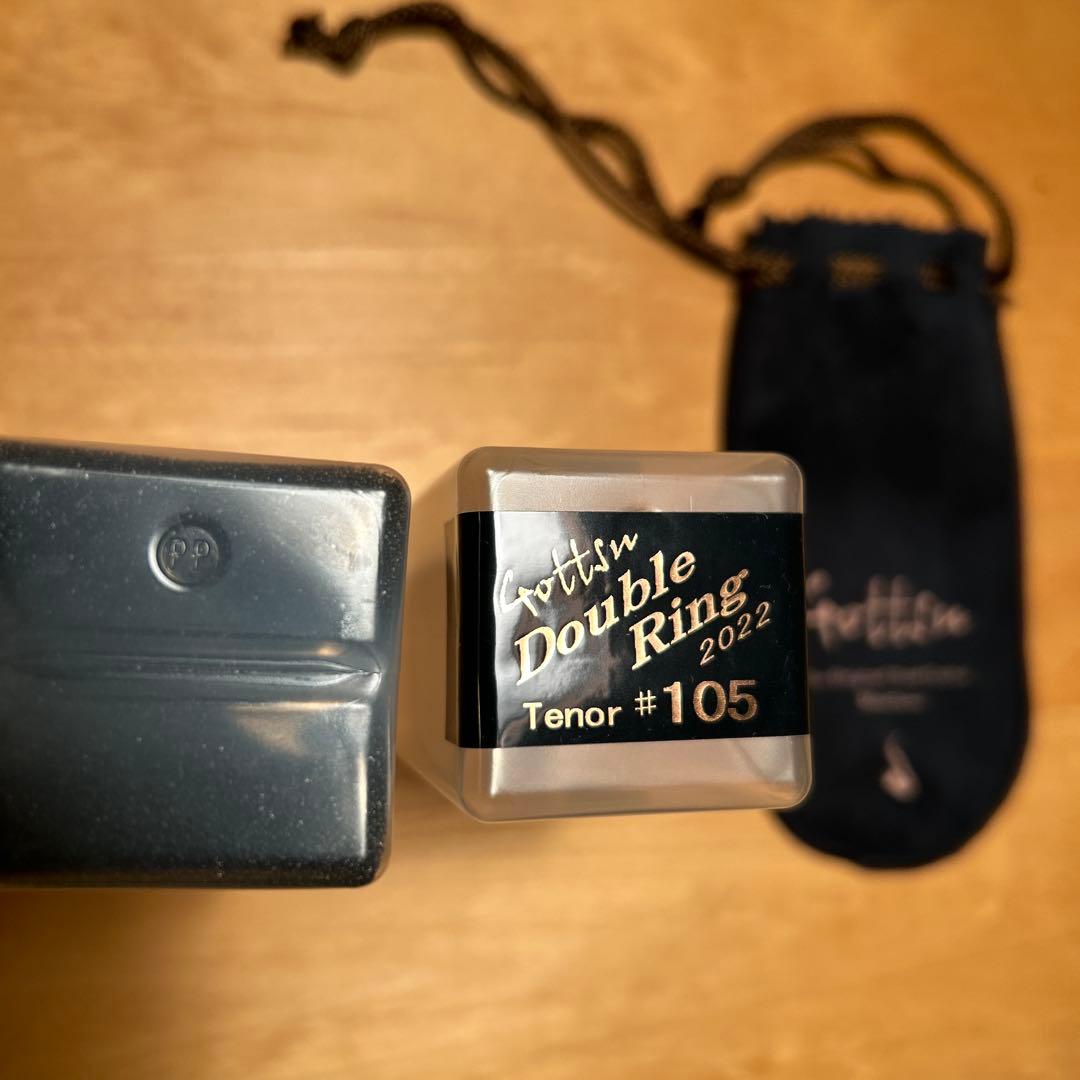 PP
Gottsu
Double
Ring
2022
Tenor #105
Gottsu